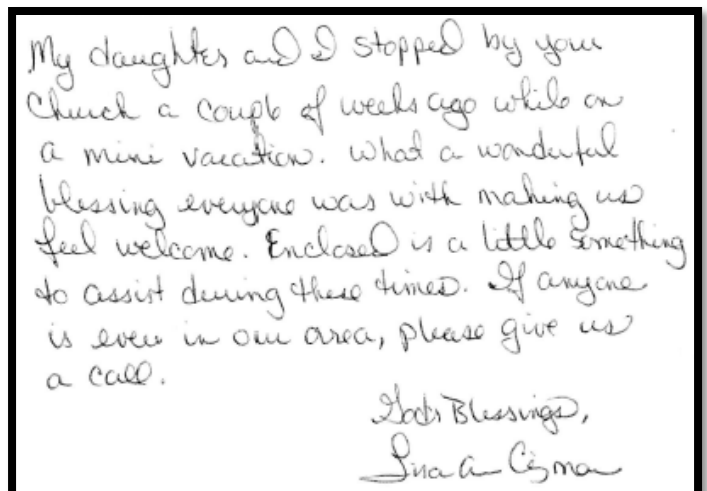 My daughter and I stopped by your
Church a couple of weeks ago while on
a mini vacation. What a wonderful
blessing everyone was with making us
feel welcome. Enclosed is a little something
to assist during these times. If anyone
is ever in our area, please give us
a call.
God's Blessings,
Lisa